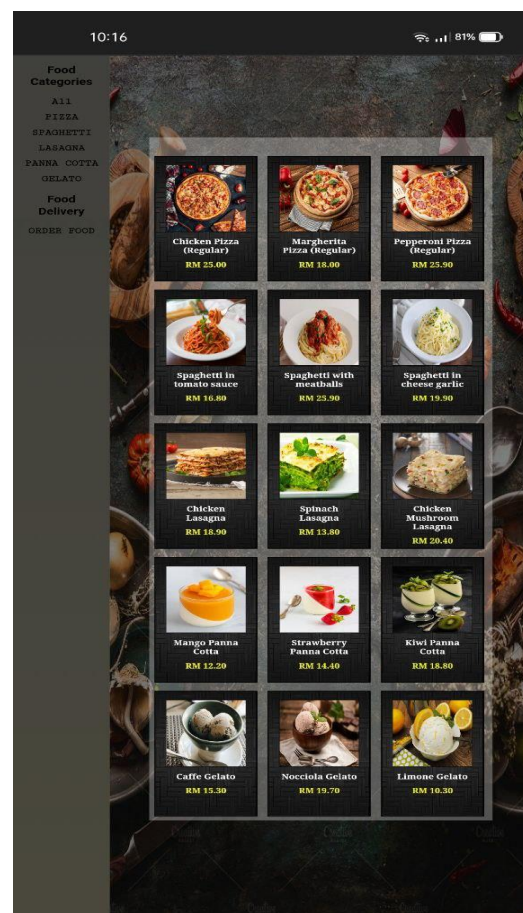 10:16
81%
Food
Categories
All
PIZZA
SPAGHETTI
LASAGNA
PANNA COTTA
GELATO
Food
Delivery
ORDER FOOD
Chicken Pizza
(Regular)
RM 25.00
Margherita
Pizza (Regular)
RM 18.00
Pepperoni Pizza
(Regular)
RM 25.90
Spaghetti in
tomato sauce
RM 16.80
Spaghetti with
meatballs
RM 25.90
Spaghetti in
cheese garlic
RM 19.90
Chicken
Lasagna
RM 18.90
Spinach
Lasagna
RM 13.80
Chicken
Mushroom
Lasagna
RM 20.40
Mango Panna
Cotta
RM 12.20
Strawberry
Panna Cotta
RM 14.40
Kiwi Panna
Cotta
RM 18.80
Caffe Gelato
RM 15.30
Nocciola Gelato
RM 19.70
Limone Gelato
RM 10.30